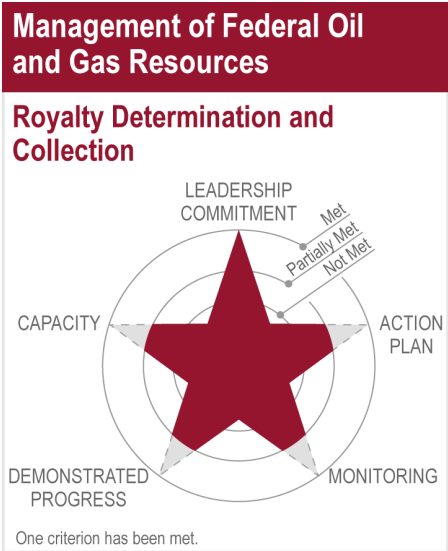 Management of Federal Oil
and Gas Resources
Royalty Determination and
Collection
LEADERSHIP
COMMITMENT
Met
Partially Met
Not Met
CAPACITY
ACTION
PLAN
DEMONSTRATED
PROGRESS
MONITORING
One criterion has been met.